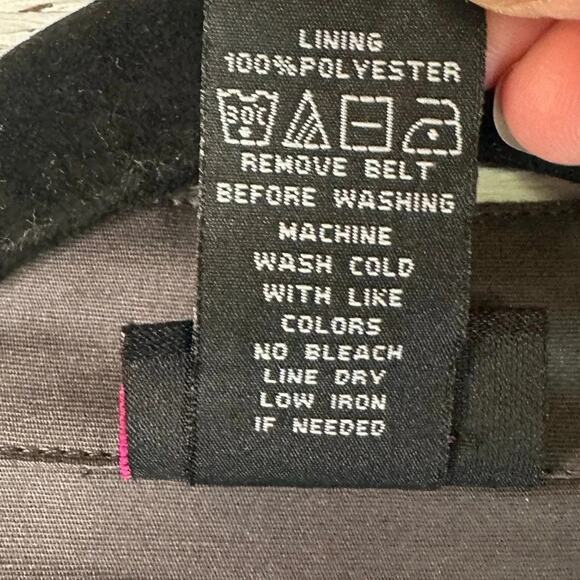 LINING
100%POLYESTER
30C
REMOVE BELT
BEFORE WASHING
MACHINE
WASH COLD
WITH LIKE
COLORS
NO BLEACH
LINE DRY
LOW IRON
IF NEEDED